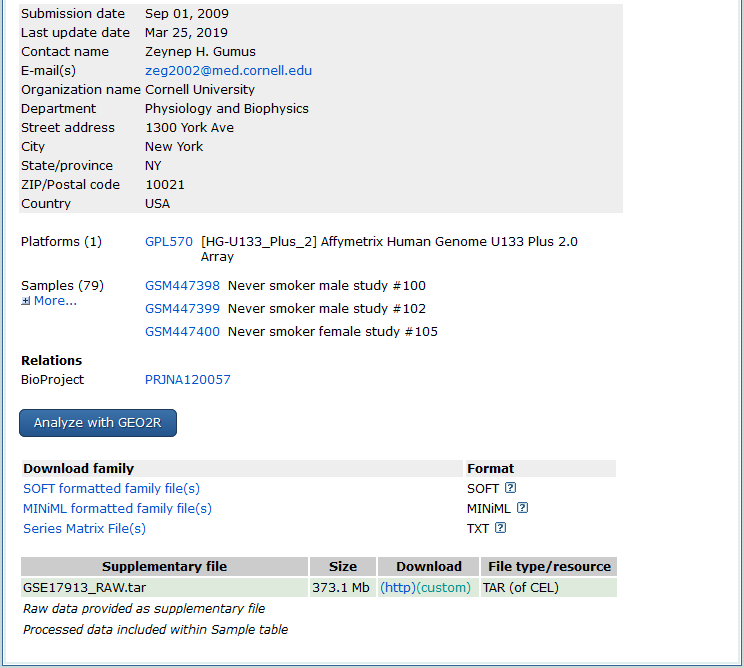 Submission date Sep 01, 2009
Last update date Mar 25, 2019
Contact name Zeynep H. Gumus
E-mail(s) zeg2002@med.cornell.edu
Organization name Cornell University
Department Physiology and Biophysics
Street address 1300 York Ave
City New York
State/province NY
ZIP/Postal code 10021
Country USA
Platforms (1) GPL570 [HG-U133_Plus_2] Affymetrix Human Genome U133 Plus 2.0
Array
Samples (79) GSM447398 Never smoker male study #100
More...
GSM447399 Never smoker male study #102
GSM447400 Never smoker female study #105
Relations
BioProject PRJNA120057
Analyze with GEO2R
Download family Format
SOFT formatted family file(s) SOFT ?
MINiML formatted family file(s) MINiML ?
Series Matrix File(s) TXT ?
Supplementary file Size Download File type/resource
GSE17913_RAW.tar 373.1 Mb (http)(custom) TAR (of CEL)
Raw data provided as supplementary file
Processed data included within Sample table